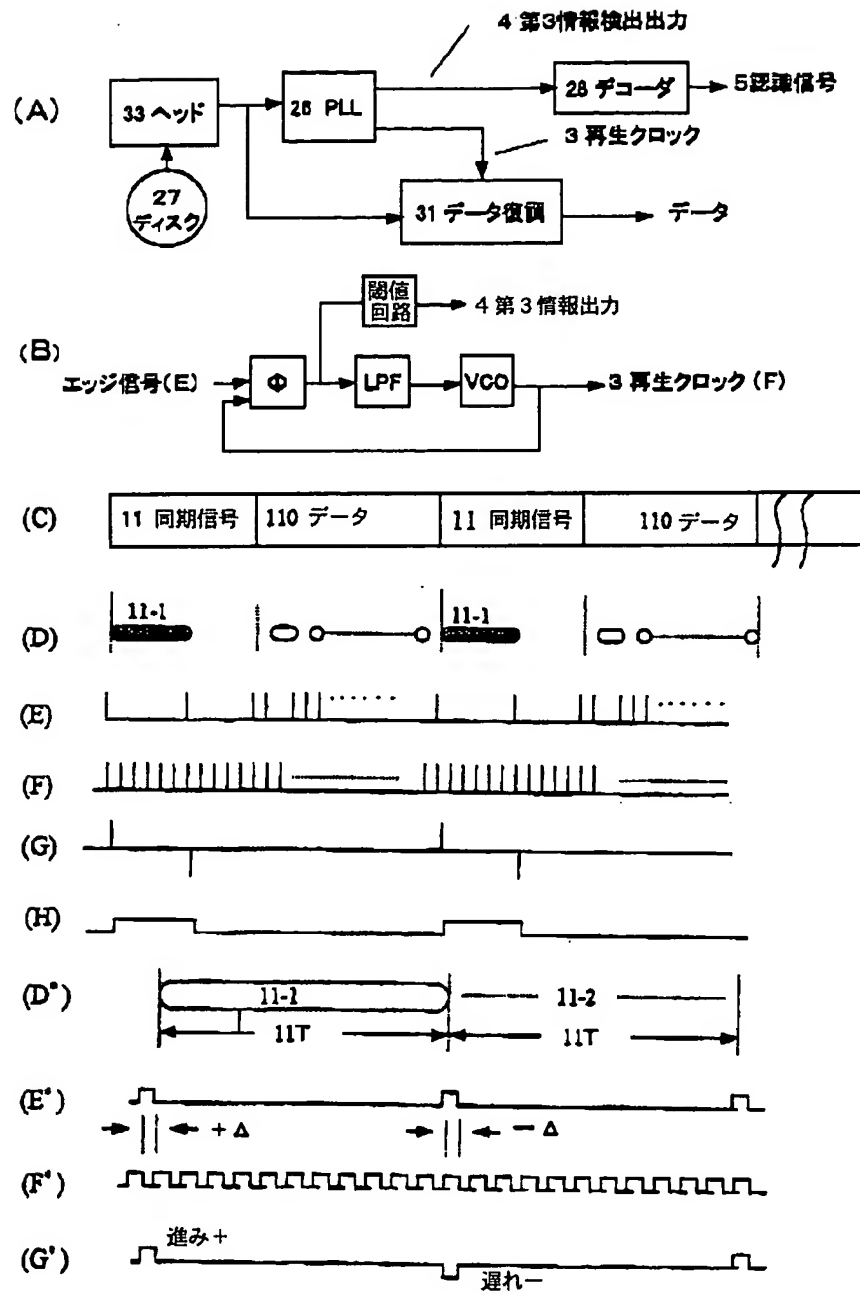 4 第3情報検出出力
(A)
33 ヘッド
26 PLL
28 デコーダ
5認識信号
3 再生クロック
27
ディスク
31 データ復調
データ
閾値
回路
4 第3情報出力
(B)
エッジ信号(E)
Φ
LPF
VCO
3 再生クロック (F)
(C)
11 同期信号
110 データ
11 同期信号
110 データ
(D)
11-1
11-1
(E)
(F)
(G)
(H)
(D')
11-1
11-2
11T
11T
(E')
+Δ
-Δ
(F')
(G')
進み+
遅れ-